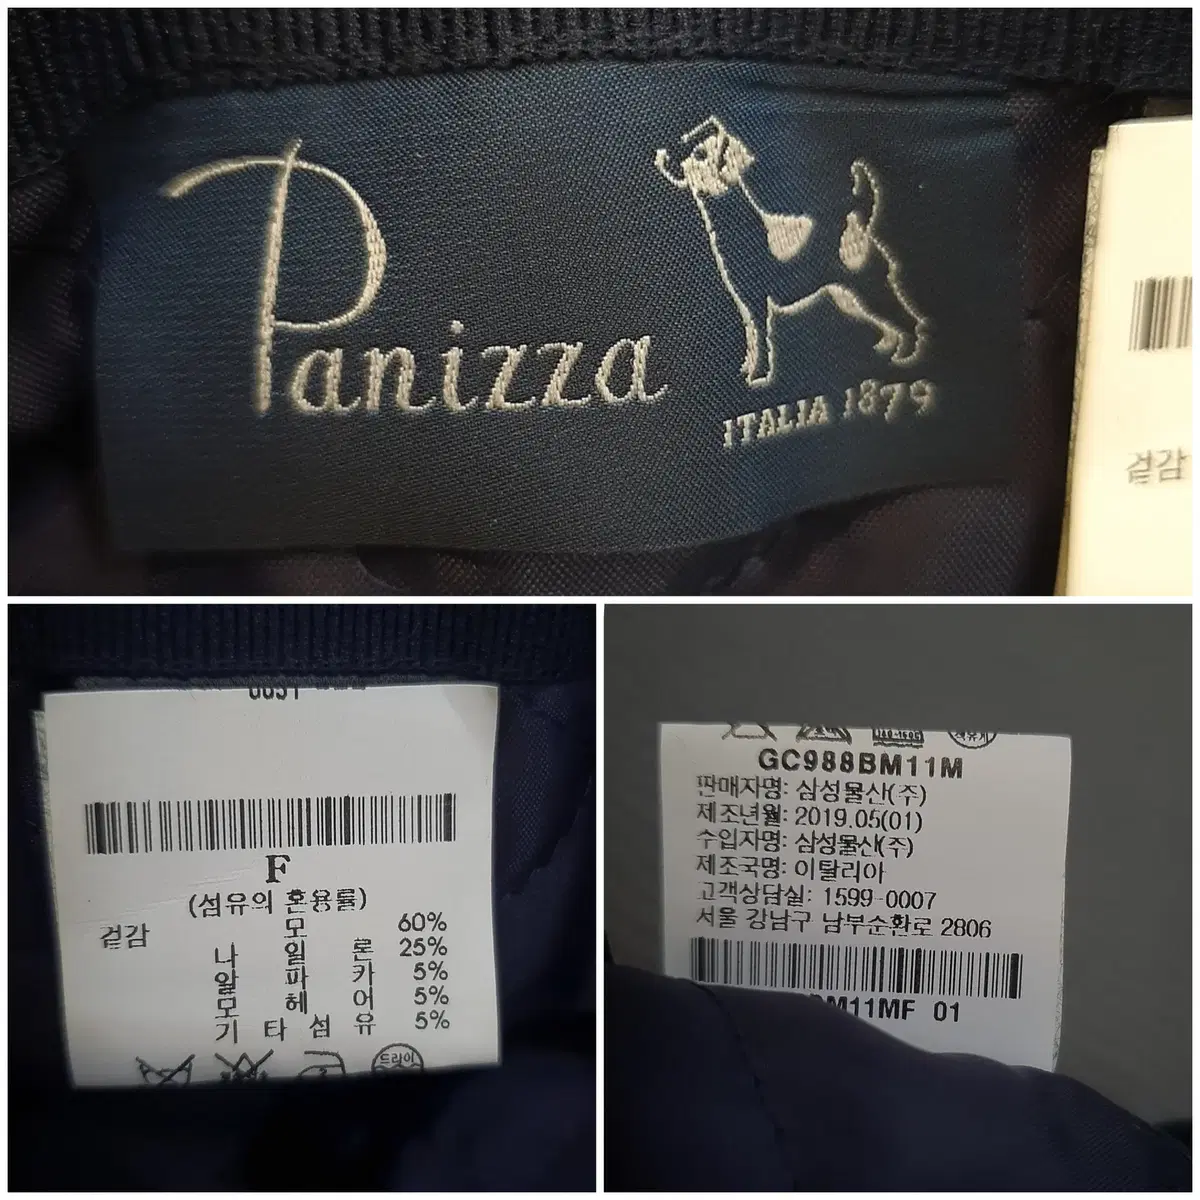 Panizza
ITALIA 1879
겉감
F
(섬유의 혼용률)
겉감 모 60%
나 일 론 25%
알 파 카 5%
모 헤 어 5%
기 타 섬 유 5%
드라이
GC988BM11M
판매자명: 삼성물산(주)
제조년월: 2019.05(01)
수입자명: 삼성물산(주)
제조국명: 이탈리아
고객상담실: 1599-0007
서울 강남구 남부순환로 2806
BM11MF 01